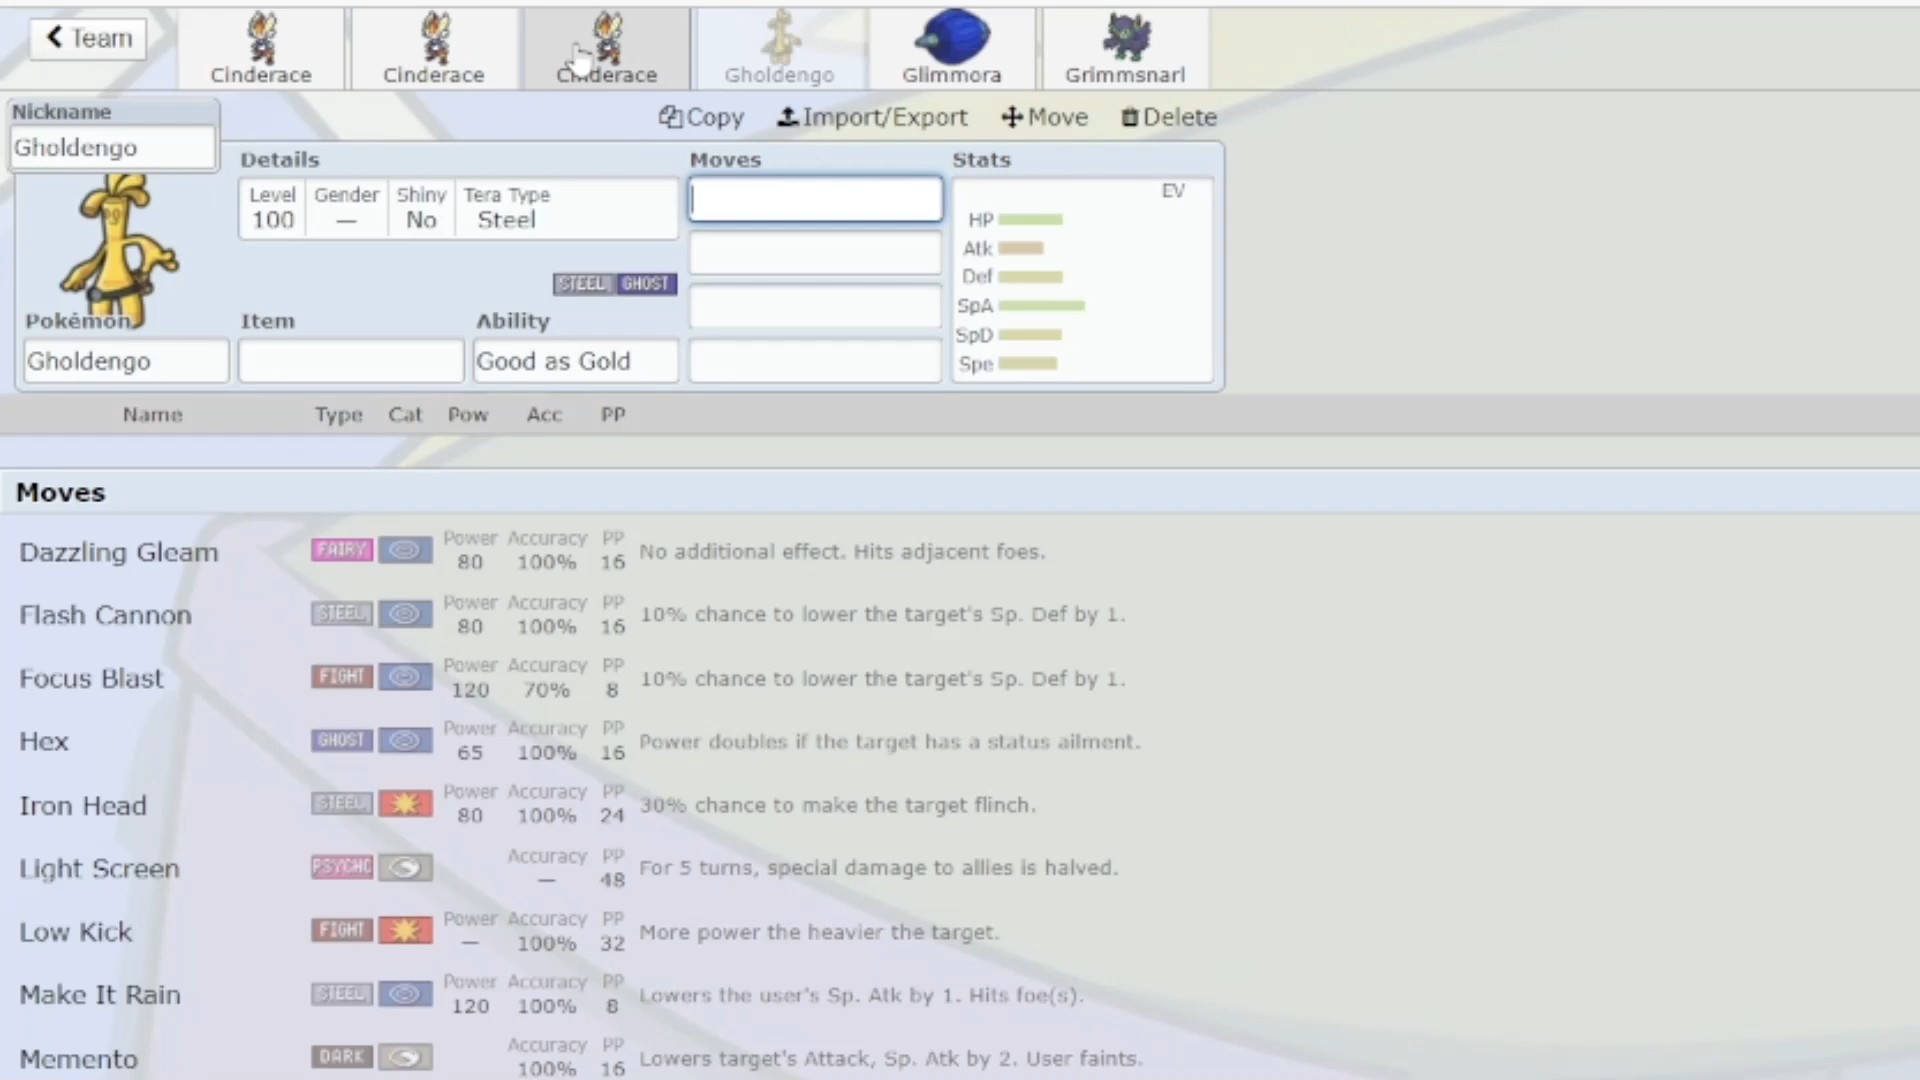 Team
Cinderace
Cinderace
Cinderace
Gholdengo
Glimmora
Grimmsnarl
Nickname
Gholdengo
Copy
Import/Export
Move
Delete
Details
Level
100
Gender
—
Shiny
No
Tera Type
Steel
STEEL GHOST
Pokémon
Gholdengo
Item
Ability
Good as Gold
Moves
Stats
EV
HP
Atk
Def
SpA
SpD
Spe
Name Type Cat Pow Acc PP
Moves
Dazzling Gleam FAIRY Power 80 Accuracy 100% PP 16 No additional effect. Hits adjacent foes.
Flash Cannon STEEL Power 80 Accuracy 100% PP 16 10% chance to lower the target's Sp. Def by 1.
Focus Blast FIGHT Power 120 Accuracy 70% PP 8 10% chance to lower the target's Sp. Def by 1.
Hex GHOST Power 65 Accuracy 100% PP 16 Power doubles if the target has a status ailment.
Iron Head STEEL Power 80 Accuracy 100% PP 24 30% chance to make the target flinch.
Light Screen PSYCHC Accuracy — PP 48 For 5 turns, special damage to allies is halved.
Low Kick FIGHT Power — Accuracy 100% PP 32 More power the heavier the target.
Make It Rain STEEL Power 120 Accuracy 100% PP 8 Lowers the user's Sp. Atk by 1. Hits foe(s).
Memento DARK Accuracy 100% PP 16 Lowers target's Attack, Sp. Atk by 2. User faints.